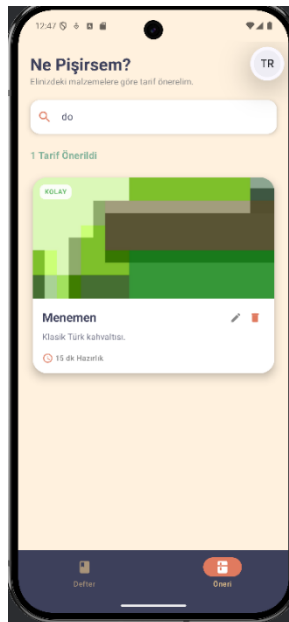 12:47
Ne Pişirsem?
TR
Elinizdeki malzemelere göre tarif önerelim.
do
1 Tarif Önerildi
KOLAY
Menemen
Klasik Türk kahvaltısı.
15 dk Hazırlık
Defter
Öneri